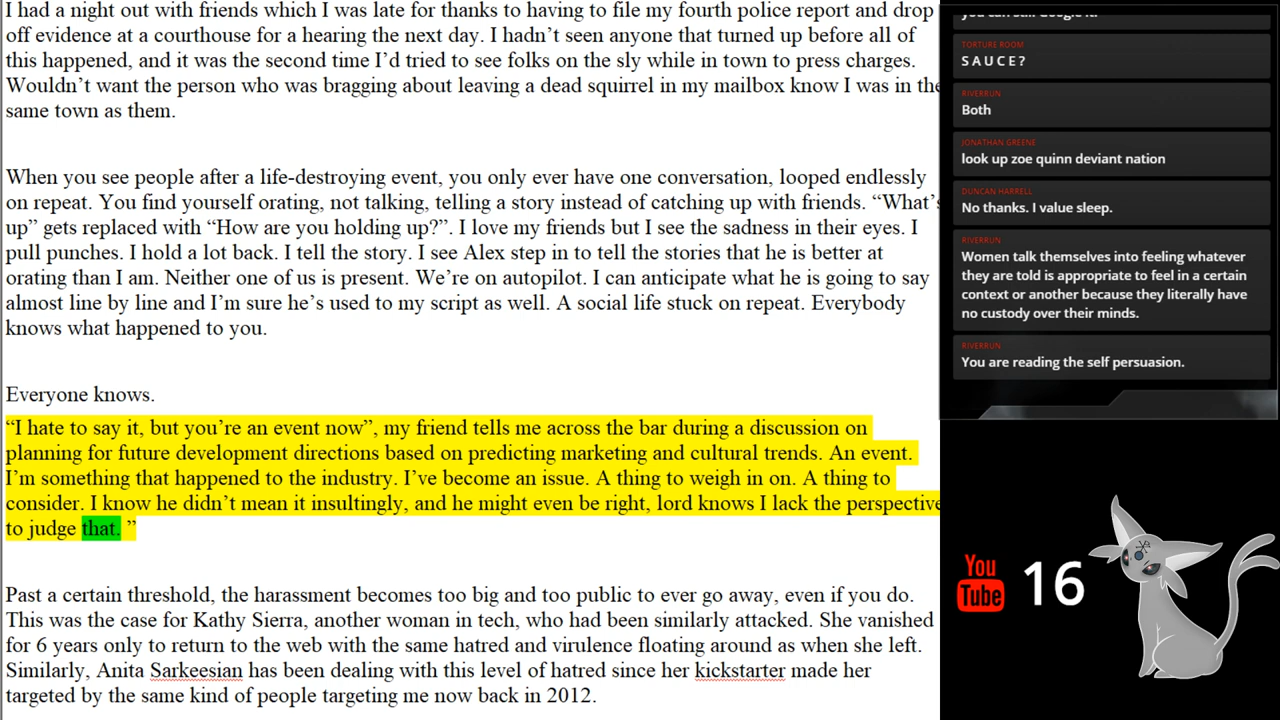 I had a night out with friends which I was late for thanks to having to file my fourth police report and drop
off evidence at a courthouse for a hearing the next day. I hadn’t seen anyone that turned up before all of
this happened, and it was the second time I’d tried to see folks on the sly while in town to press charges.
Wouldn’t want the person who was bragging about leaving a dead squirrel in my mailbox know I was in the
same town as them.
When you see people after a life-destroying event, you only ever have one conversation, looped endlessly
on repeat. You find yourself orating, not talking, telling a story instead of catching up with friends. “What’s
up” gets replaced with “How are you holding up?”. I love my friends but I see the sadness in their eyes. I
pull punches. I hold a lot back. I tell the story. I see Alex step in to tell the stories that he is better at
orating than I am. Neither one of us is present. We’re on autopilot. I can anticipate what he is going to say
almost line by line and I’m sure he’s used to my script as well. A social life stuck on repeat. Everybody
knows what happened to you.
Everyone knows.
“I hate to say it, but you’re an event now”, my friend tells me across the bar during a discussion on
planning for future development directions based on predicting marketing and cultural trends. An event.
I’m something that happened to the industry. I’ve become an issue. A thing to weigh in on. A thing to
consider. I know he didn’t mean it insultingly, and he might even be right, lord knows I lack the perspective
to judge that. ”
Past a certain threshold, the harassment becomes too big and too public to ever go away, even if you do.
This was the case for Kathy Sierra, another woman in tech, who had been similarly attacked. She vanished
for 6 years only to return to the web with the same hatred and virulence floating around as when she left.
Similarly, Anita Sarkeesian has been dealing with this level of hatred since her kickstarter made her
targeted by the same kind of people targeting me now back in 2012.
you can still Google it.
TORTURE ROOM
S A U C E ?
RIVERRUN
Both
JONATHAN GREENE
look up zoe quinn deviant nation
DUNCAN HARRELL
No thanks. I value sleep.
RIVERRUN
Women talk themselves into feeling whatever
they are told is appropriate to feel in a certain
context or another because they literally have
no custody over their minds.
RIVERRUN
You are reading the self persuasion.
You
Tube
16